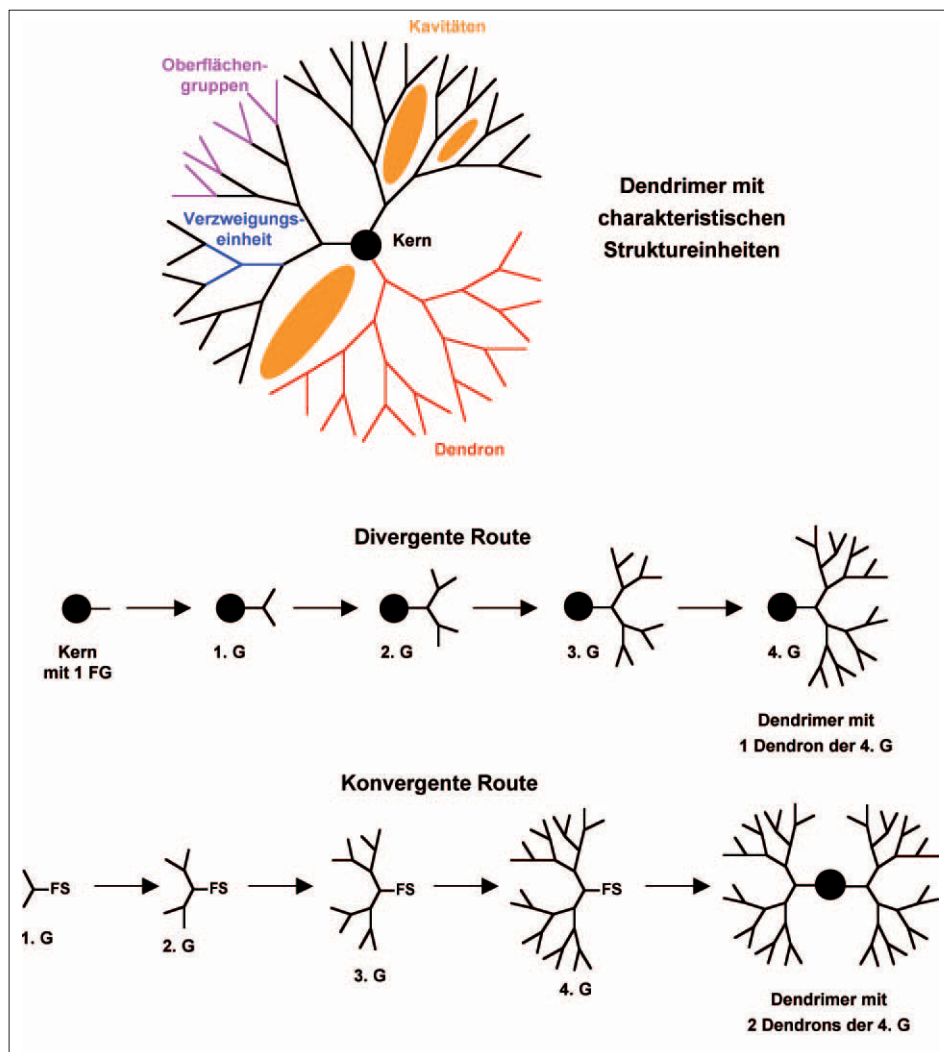 Kavitäten
Oberflächen-
gruppen
Verzweigungs-
einheit
Kern
Dendron
Dendrimer mit
charakteristischen
Struktureinheiten
Divergente Route
Kern
mit 1 FG
1. G
2. G
3. G
4. G
Dendrimer mit
1 Dendron der 4. G
Konvergente Route
FS
1. G
FS
2. G
FS
3. G
FS
4. G
Dendrimer mit
2 Dendrons der 4. G